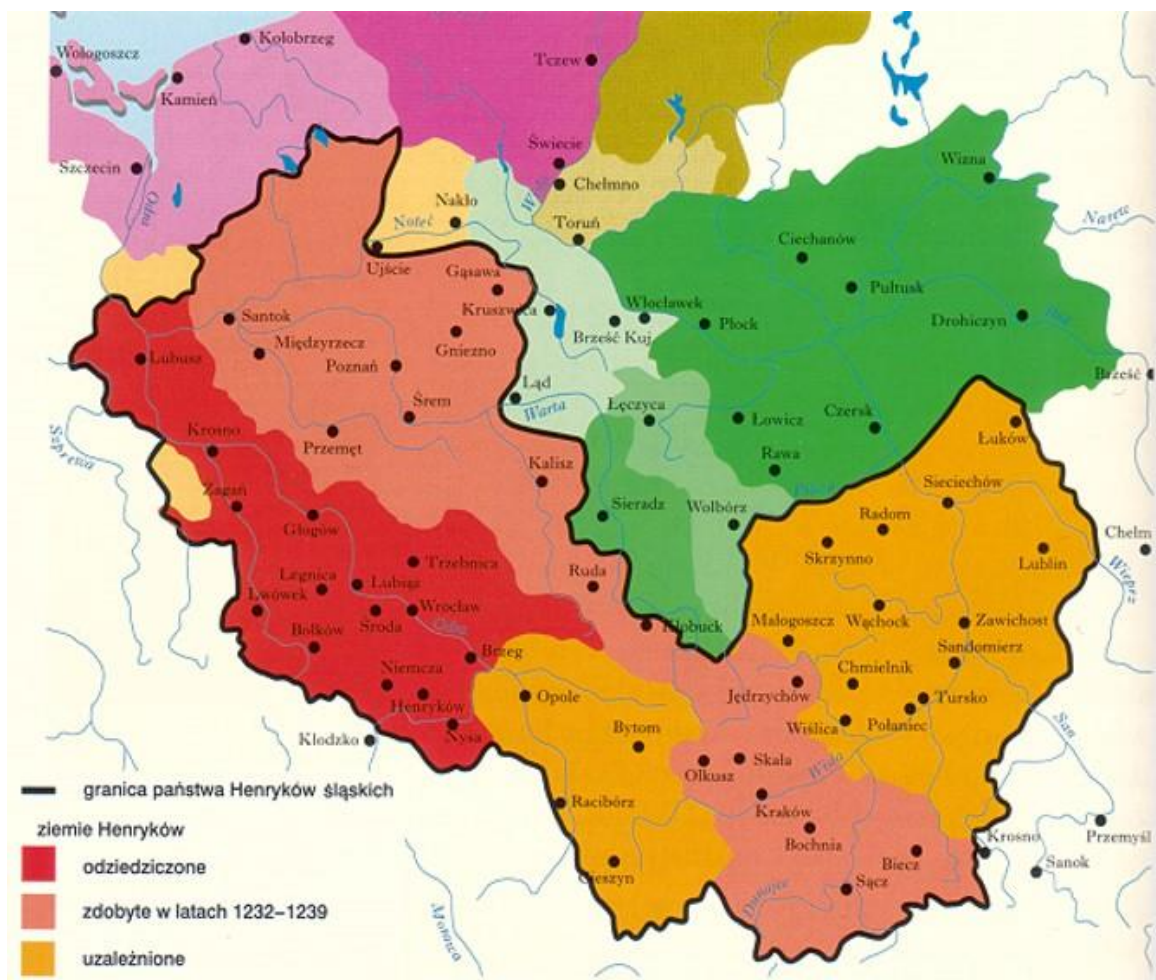 Kołobrzeg
Wołogoszcz
Tczew
Kamień
Świecie
Szczecin
Chełmno
Wizna
Odra
Nakło
Noteć
Toruń
Narew
Ujście
Ciechanów
Gąsawa
Pułtusk
Kruszwica
Włocławek
Santok
Płock
Drohiczyn
Brześć Kuj
Międzyrzecz
Gniezno
Lubusz
Poznań
Brześć
Ląd
Śrem
Warta
Łęczyca
Łowicz
Czersk
Łuków
Krosno
Szprewa
Przemęt
Rawa
Kalisz
Sieciechów
Żagań
Głogów
Sieradz
Wolbórz
Radom
Skrzynno
Lublin
Chełm
Wieprz
Trzebnica
Legnica
Lubiąż
Ruda
Lwówek
Wrocław
Środa
Odra
Bolków
Kłobuck
Małogoszcz
Wąchock
Zawichost
Brzeg
Sandomierz
Niemcza
Henryków
Opole
Jędrzychów
Chmielnik
Tursko
Połaniec
Wiślica
Nysa
Kłodzko
Bytom
San
Olkusz
Skała
Wisła
Racibórz
Kraków
Bochnia
Krosno
Przemyśl
Biecz
Sanok
Cieszyn
Sącz
Dunajec
Morawa
granica państwa Henryków śląskich
ziemie Henryków
odziedziczone
zdobyte w latach 1232–1239
uzależnione